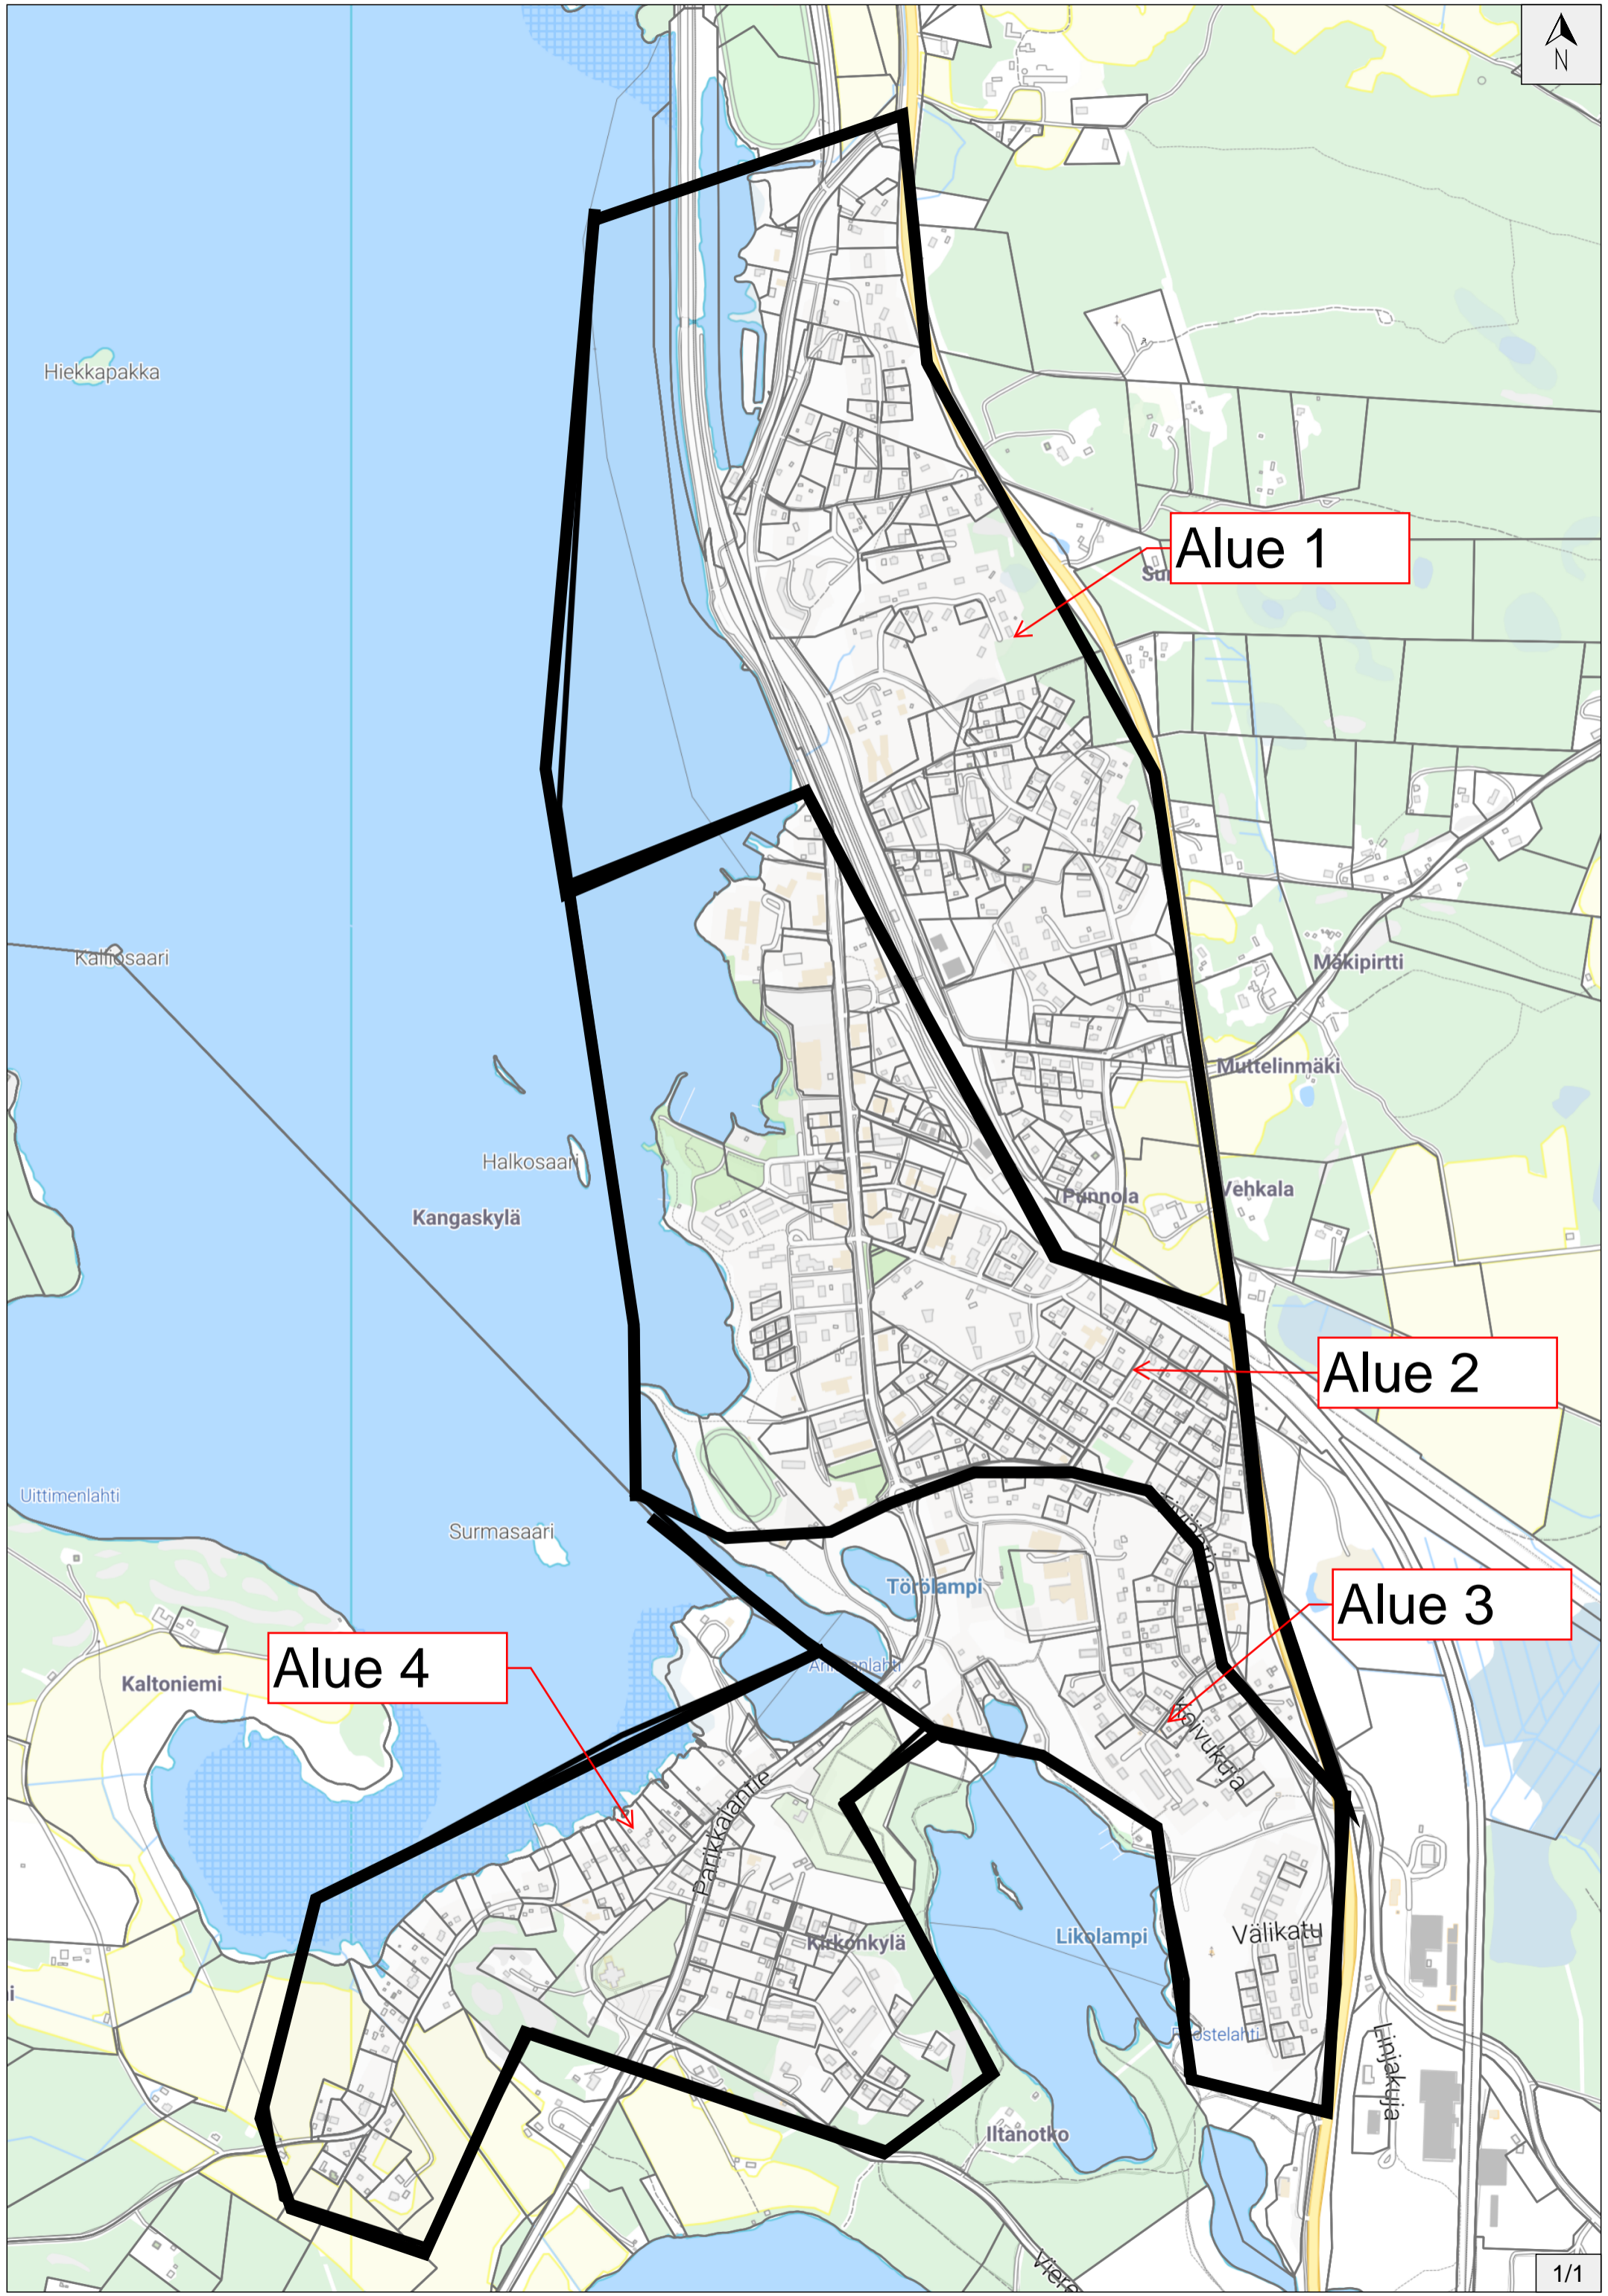 N
Hiekkapakka
Alue 1
Kalliosaari
Mäkipirtti
Muttelinmäki
Halkosaari
Kangaskylä
Punnola
Vehkala
Alue 2
Uittimenlahti
Surmasaari
Törölampi
Alue 3
Alue 4
Kaltoniemi
Koivukuja
Parikkalantie
Välikatu
Kirkonkylä
Likolampi
Linjakuja
Iltanotko
1/1